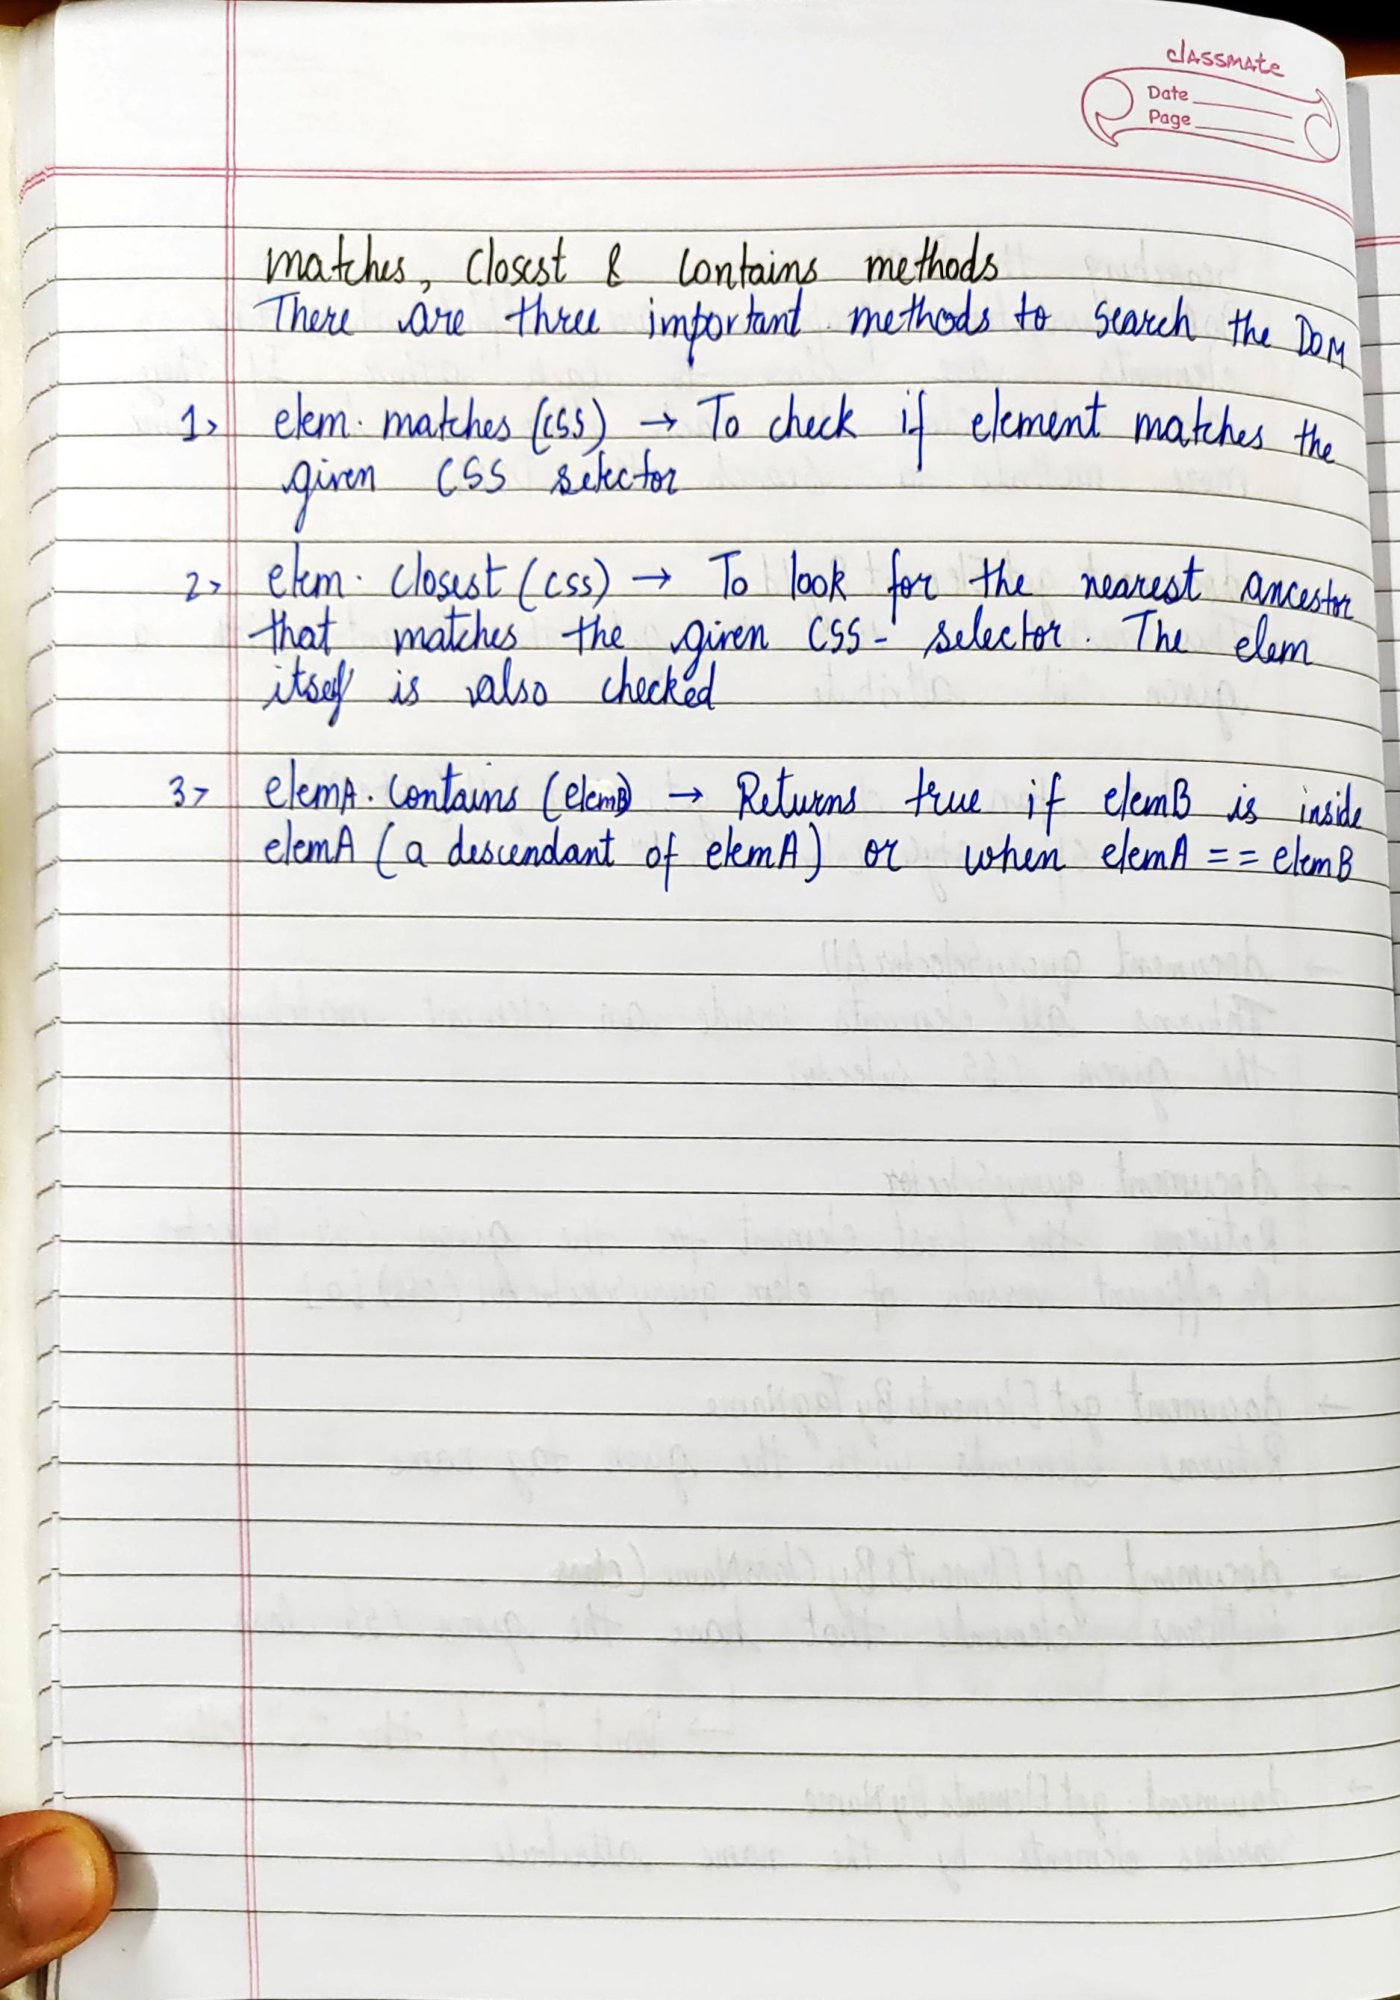 classmate
Date
Page
matches, closest & contains methods
There are three important methods to search the DOM
1> elem. matches (css) → To check if element matches the
given CSS selector
2> elem. closest (css) → To look for the nearest ancestor
that matches the given CSS - selector. The elem
itself is also checked
3> elemA. contains (elemB) → Returns true if elemB is inside
elemA (a descendant of elemA) or when elemA == elemB